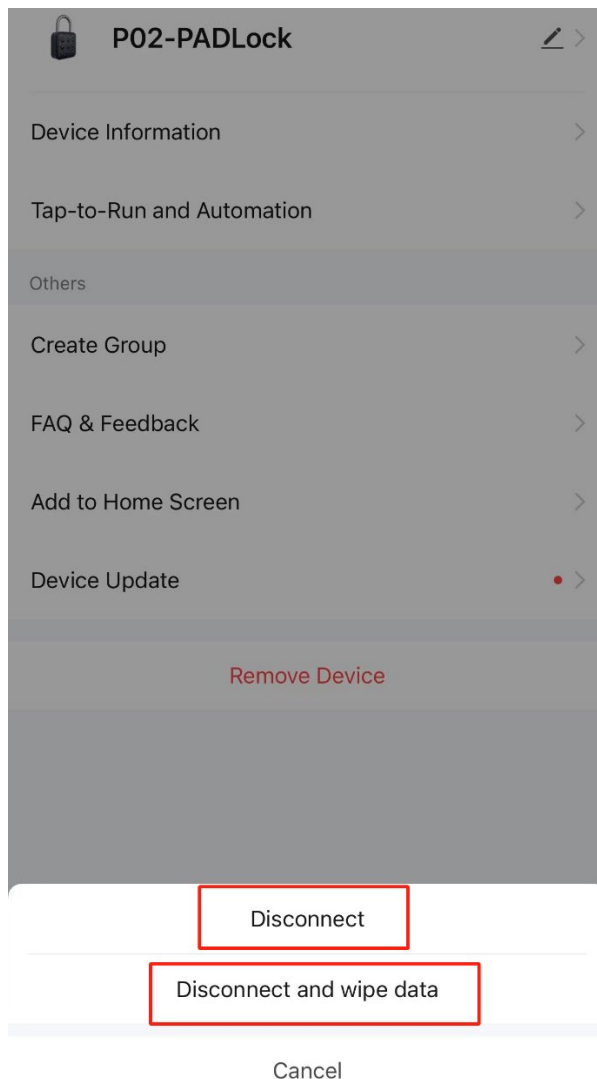 P02-PADLock
Device Information
Tap-to-Run and Automation
Others
Create Group
FAQ & Feedback
Add to Home Screen
Device Update
Remove Device
Disconnect
Disconnect and wipe data
Cancel